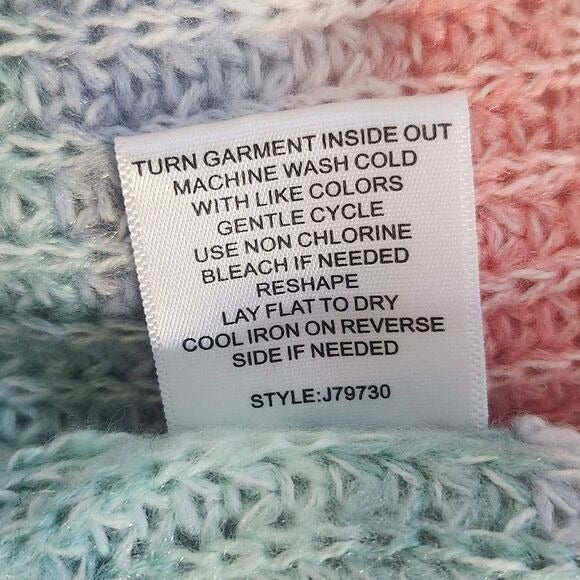 TURN GARMENT INSIDE OUT
MACHINE WASH COLD
WITH LIKE COLORS
GENTLE CYCLE
USE NON CHLORINE
BLEACH IF NEEDED
RESHAPE
LAY FLAT TO DRY
COOL IRON ON REVERSE
SIDE IF NEEDED
STYLE:J79730